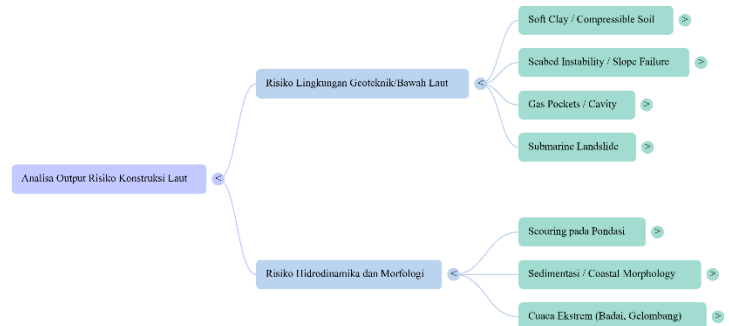 Soft Clay / Compressible Soil >
Risiko Lingkungan Geoteknik/Bawah Laut <
Seabed Instability / Slope Failure >
Gas Pockets / Cavity >
Submarine Landslide >
Analisa Output Risiko Konstruksi Laut <
Risiko Hidrodinamika dan Morfologi <
Scouring pada Pondasi >
Sedimentasi / Coastal Morphology >
Cuaca Ekstrem (Badai, Gelombang) >